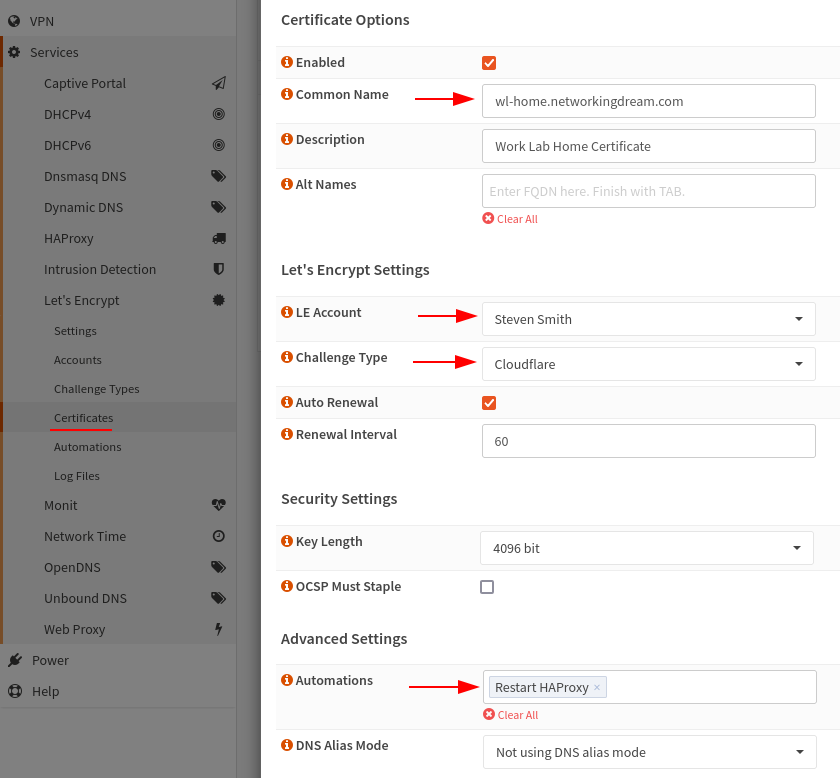 VPN
Services
Captive Portal
DHCPv4
DHCPv6
Dnsmasq DNS
Dynamic DNS
HAProxy
Intrusion Detection
Let's Encrypt
Settings
Accounts
Challenge Types
Certificates
Automations
Log Files
Monit
Network Time
OpenDNS
Unbound DNS
Web Proxy
Power
Help
Certificate Options
Enabled
Common Name
wl-home.networkingdream.com
Description
Work Lab Home Certificate
Alt Names
Enter FQDN here. Finish with TAB.
Clear All
Let's Encrypt Settings
LE Account
Steven Smith
Challenge Type
Cloudflare
Auto Renewal
Renewal Interval
60
Security Settings
Key Length
4096 bit
OCSP Must Staple
Advanced Settings
Automations
Restart HAProxy ×
Clear All
DNS Alias Mode
Not using DNS alias mode